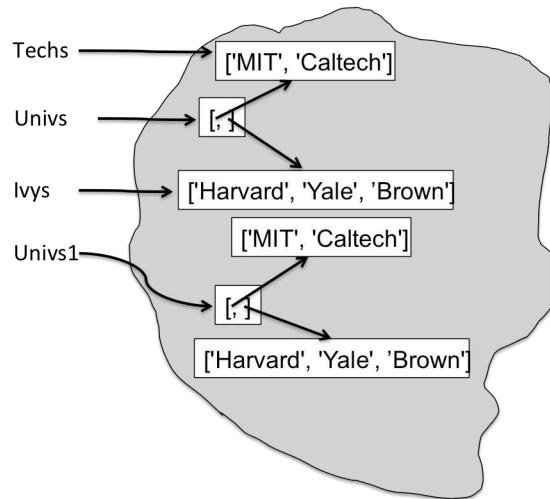 Techs
['MIT', 'Caltech']
Univs
[, ]
Ivys
['Harvard', 'Yale', ’Brown']
['MIT', 'Caltech']
Univs1
[, ]
['Harvard', 'Yale', ’Brown']